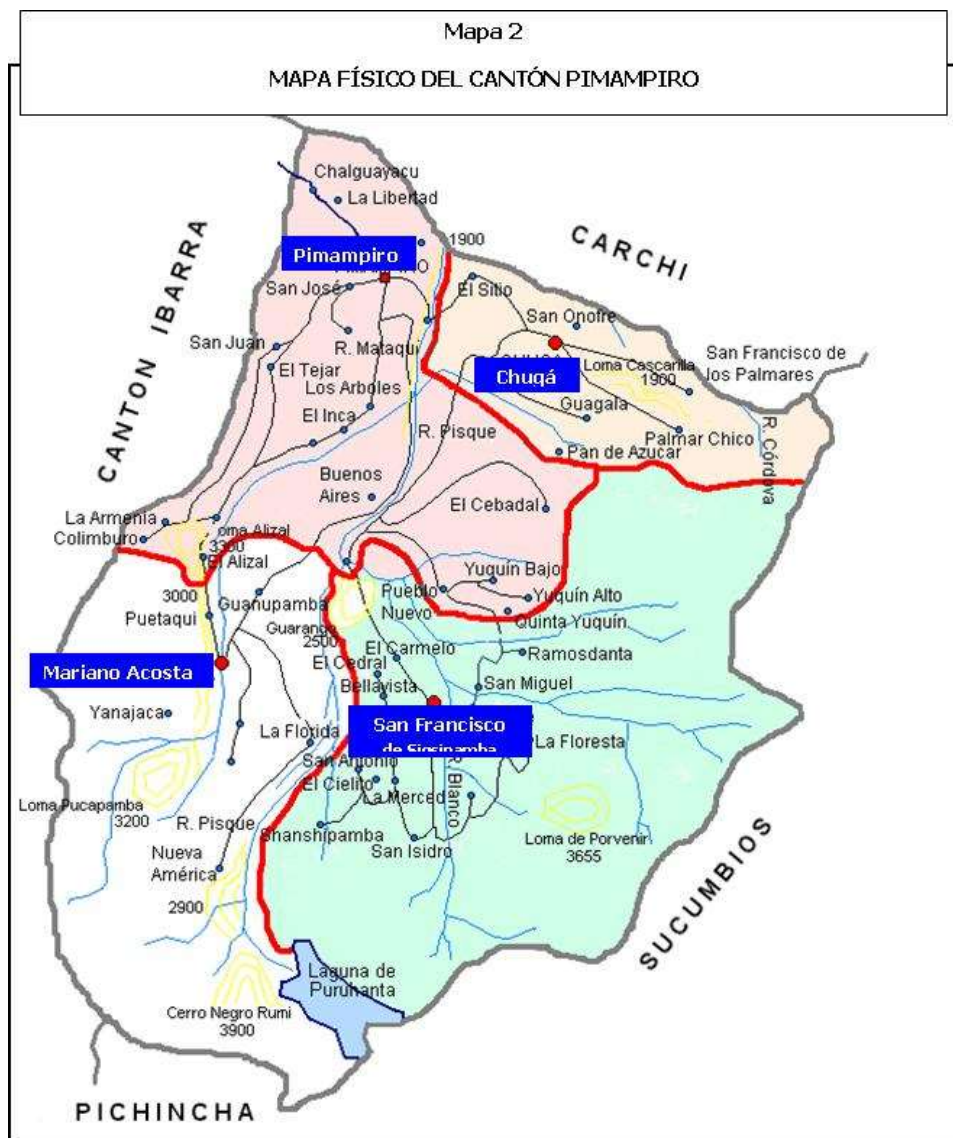 Mapa 2
MAPA FÍSICO DEL CANTÓN PIMAMPIRO
Chalguayacu
La Libertad
1900
CARCHI
CANTON IBARRA
Pimampiro
San José
El Sitio
San Onofre
San Juan
R. Mataqui
El Tejar
Chugá
Loma Cascarilla
1960
San Francisco de
los Palmares
Los Arboles
El Inca
Guagala
R. Pisque
Palmar Chico
R. Córdova
Pan de Azucar
Buenos
Aires
El Cebadal
La Armenia
Colimburo
oma Alizal
3300
El Alizal
Yuquín Bajo
3000
Guanupamba
Pueblo
Nuevo
Yuquín Alto
Puetaqui
Guaranga
2500
Quinta Yuquín
El Carmelo
Ramosdanta
Mariano Acosta
El Cedral
Bellavista
San Miguel
Yanajaca
La Florida
San Francisco
de Sigsipamba
La Floresta
San Antonio
El Cielito
R. Blanco
La Merced
Loma Pucapamba
3200
R. Pisque
Shanshipamba
San Isidro
Loma de Porvenir
3655
Nueva
América
2900
SUCUMBIOS
Laguna de
Puruhanta
Cerro Negro Rumi
3900
PICHINCHA